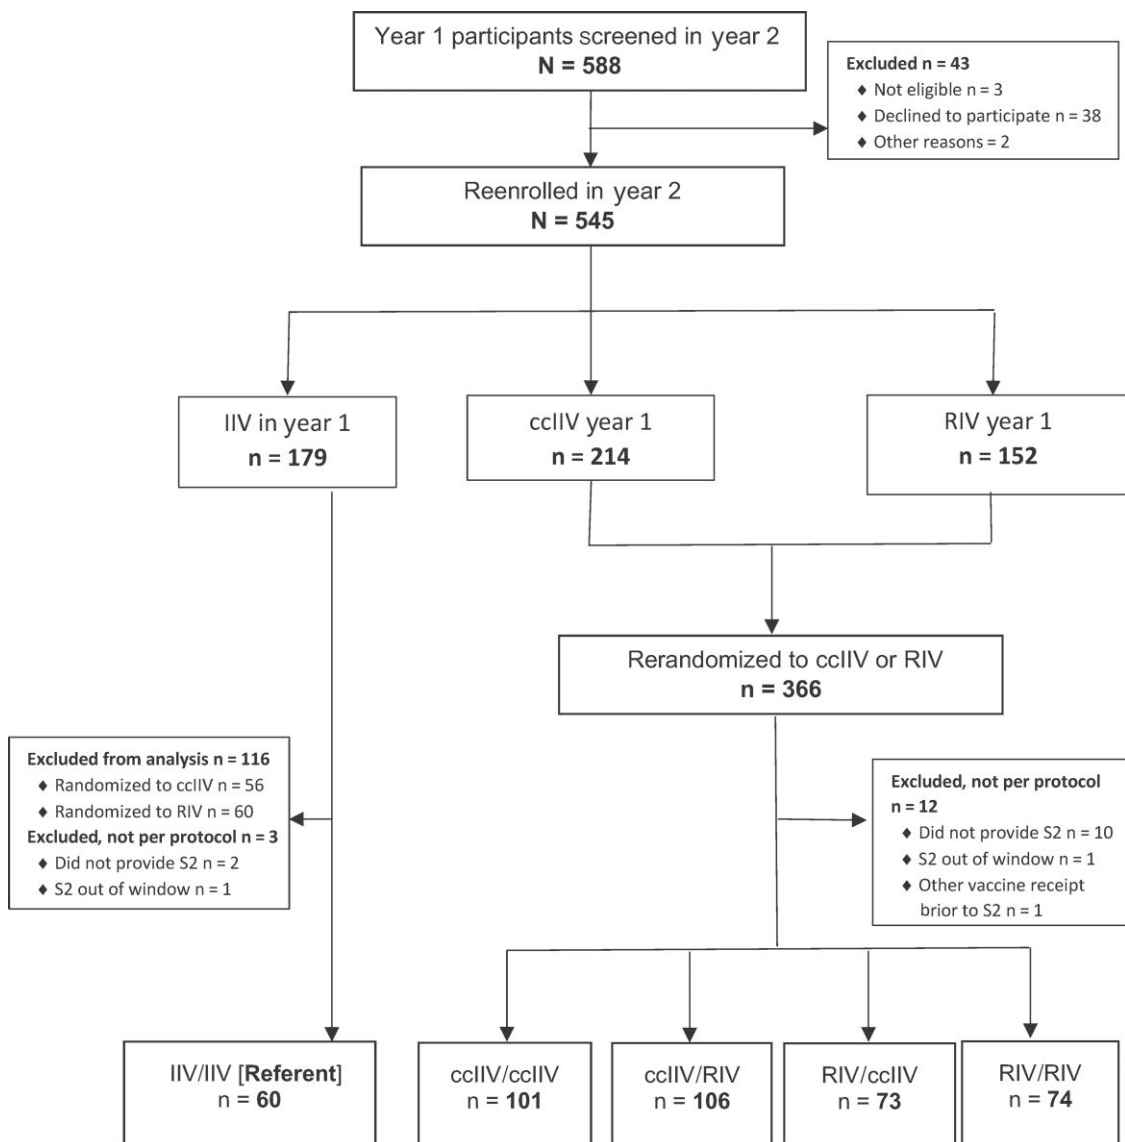 Year 1 participants screened in year 2
N = 588
Excluded n = 43
♦ Not eligible n = 3
♦ Declined to participate n = 38
♦ Other reasons = 2
Reenrolled in year 2
N = 545
IIV in year 1
n = 179
ccIIV year 1
n = 214
RIV year 1
n = 152
Rerandomized to ccIIV or RIV
n = 366
Excluded from analysis n = 116
♦ Randomized to ccIIV n = 56
♦ Randomized to RIV n = 60
Excluded, not per protocol n = 3
♦ Did not provide S2 n = 2
♦ S2 out of window n = 1
Excluded, not per protocol
n = 12
♦ Did not provide S2 n = 10
♦ S2 out of window n = 1
♦ Other vaccine receipt
brior to S2 n = 1
IIV/IIV [Referent]
n = 60
ccIIV/ccIIV
n = 101
ccIIV/RIV
n = 106
RIV/ccIIV
n = 73
RIV/RIV
n = 74